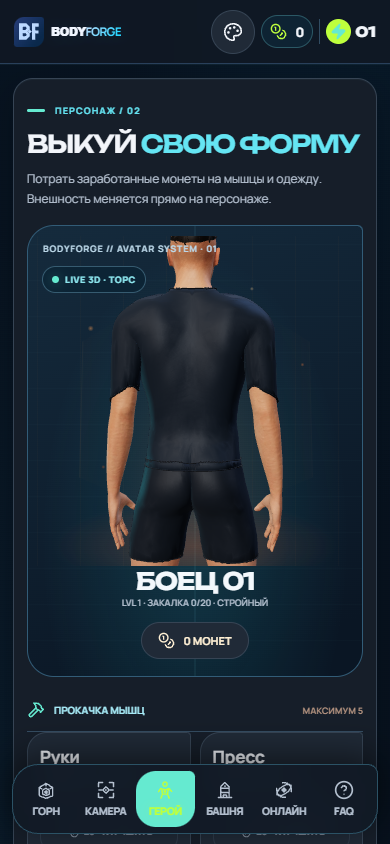 BF BODYFORGE 0 01
ПЕРСОНАЖ / 02
ВЫКУЙ СВОЮ ФОРМУ
Потрать заработанные монеты на мышцы и одежду.
Внешность меняется прямо на персонаже.
BODYFORGE // AVATAR SYSTEM · 01
LIVE 3D · ТОРС
БОЕЦ 01
LVL 1 · ЗАКАЛКА 0/20 · СТРОЙНЫЙ
0 МОНЕТ
ПРОКАЧКА МЫШЦ МАКСИМУМ 5
Руки Пресс
ГОРН КАМЕРА ГЕРОЙ БАШНЯ ОНЛАЙН FAQ